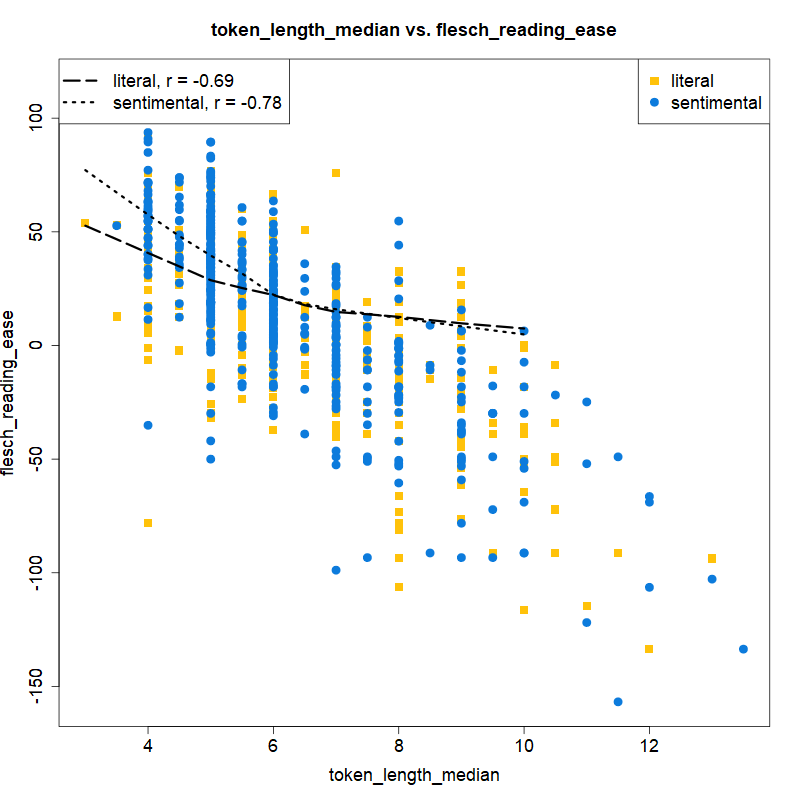 token_length_median vs. flesch_reading_ease
literal, r = -0.69
sentimental, r = -0.78
literal
sentimental
flesch_reading_ease
100
50
0
-50
-100
-150
4 6 8 10 12
token_length_median